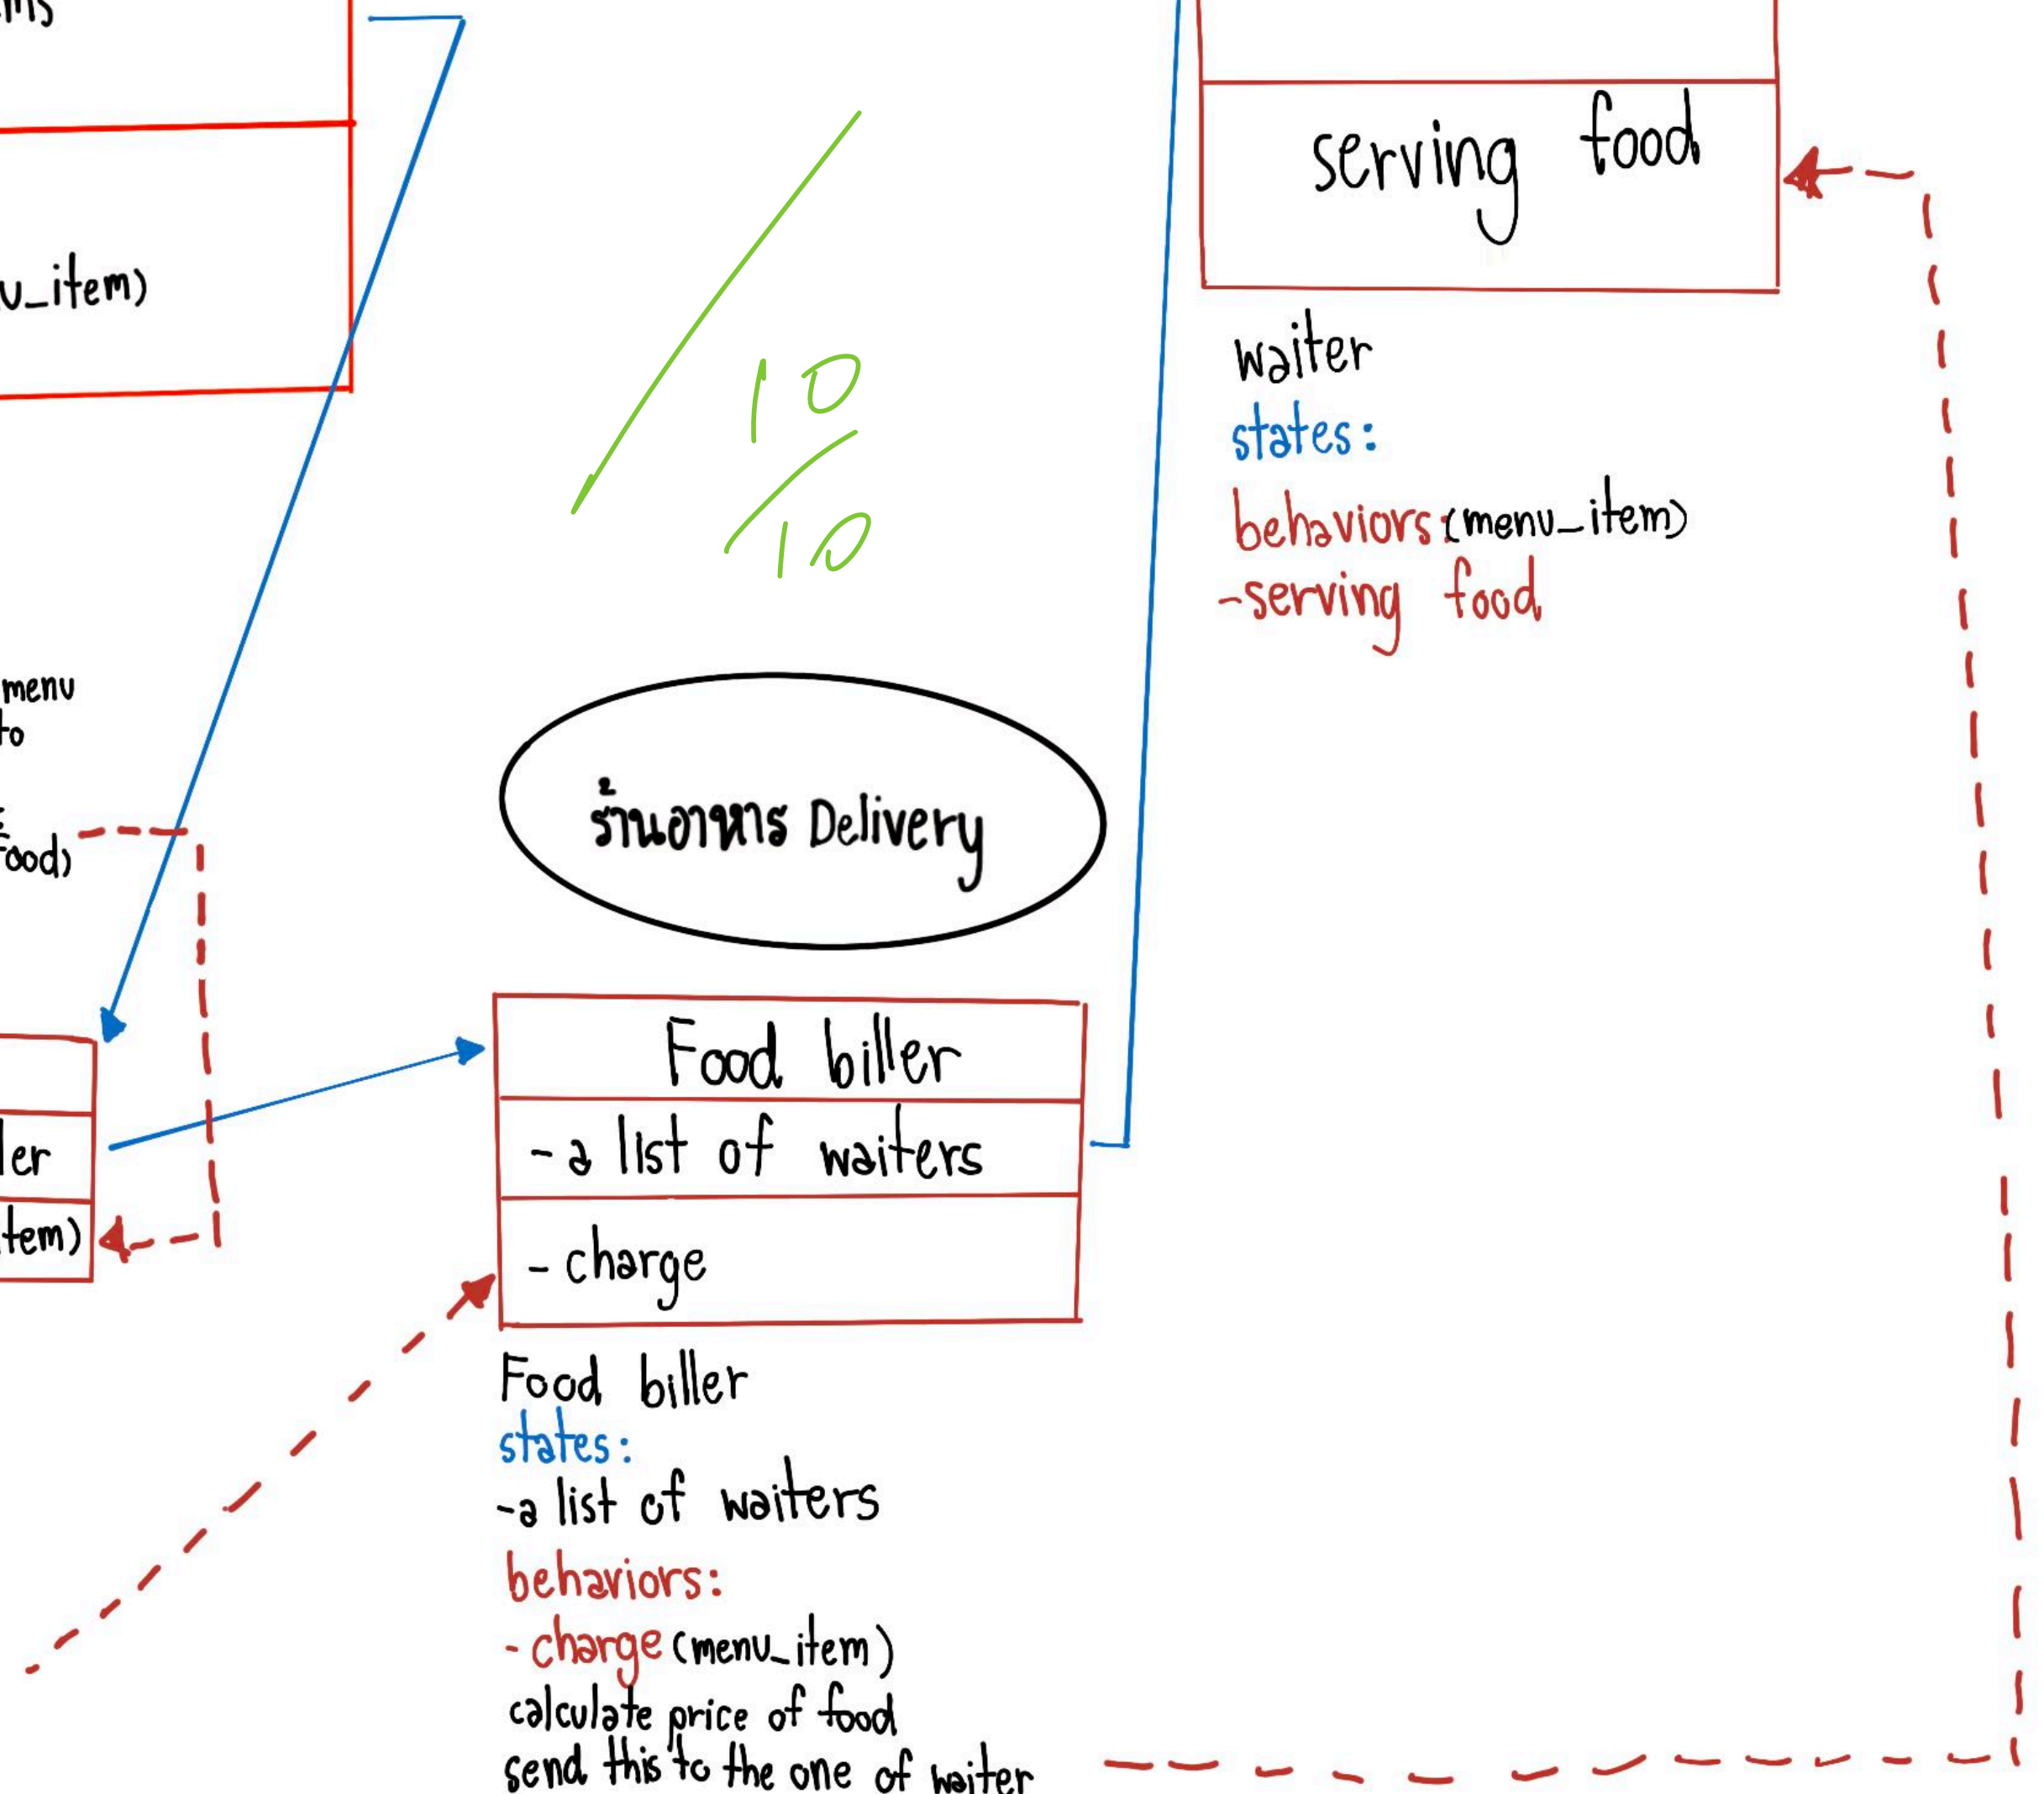 u_item)
menu
to
ood)
ler
tem)
10
10
serving food
waiter
states:
behaviors:(menu_item)
-serving food
ร้านอาหาร Delivery
Food biller
- a list of waiters
- charge
Food biller
states:
-a list of waiters
behaviors:
- charge (menu_item)
calculate price of food
send this to the one of waiter